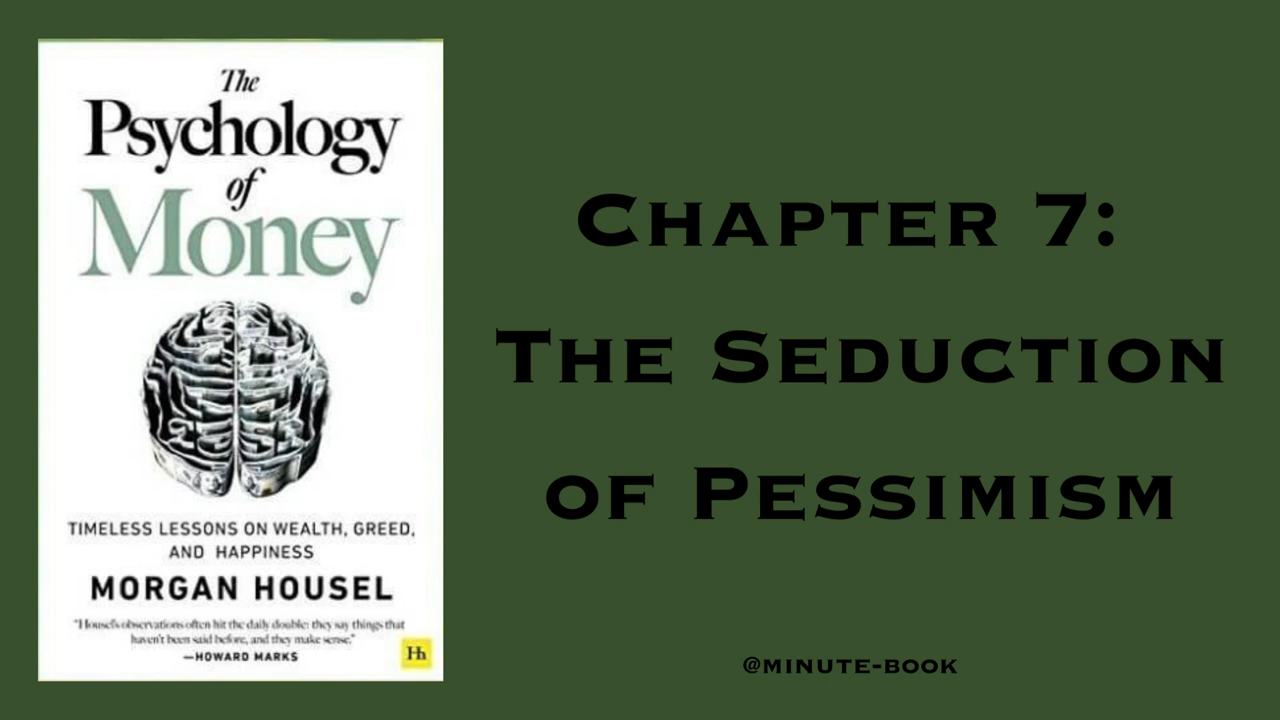 The
Psychology
of
Money
TIMELESS LESSONS ON WEALTH, GREED,
AND HAPPINESS
MORGAN HOUSEL
"Housel's observations often hit the daily double: they say things that
haven't been said before, and they make sense."
—HOWARD MARKS
Hh
CHAPTER 7:
THE SEDUCTION
OF PESSIMISM
@MINUTE-BOOK